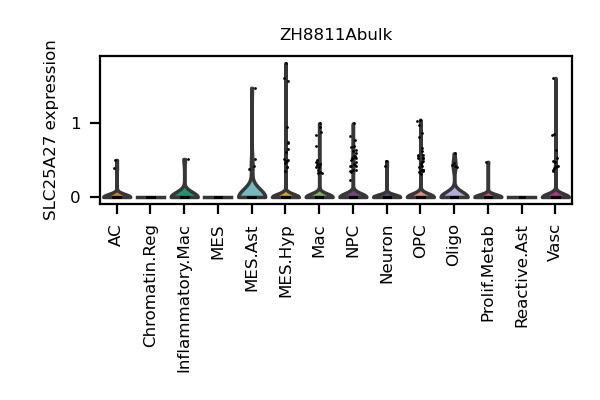 ZH8811Abulk
SLC25A27 expression
1
0
AC
Chromatin.Reg
Inflammatory.Mac
MES
MES.Ast
MES.Hyp
Mac
NPC
Neuron
OPC
Oligo
Prolif.Metab
Reactive.Ast
Vasc